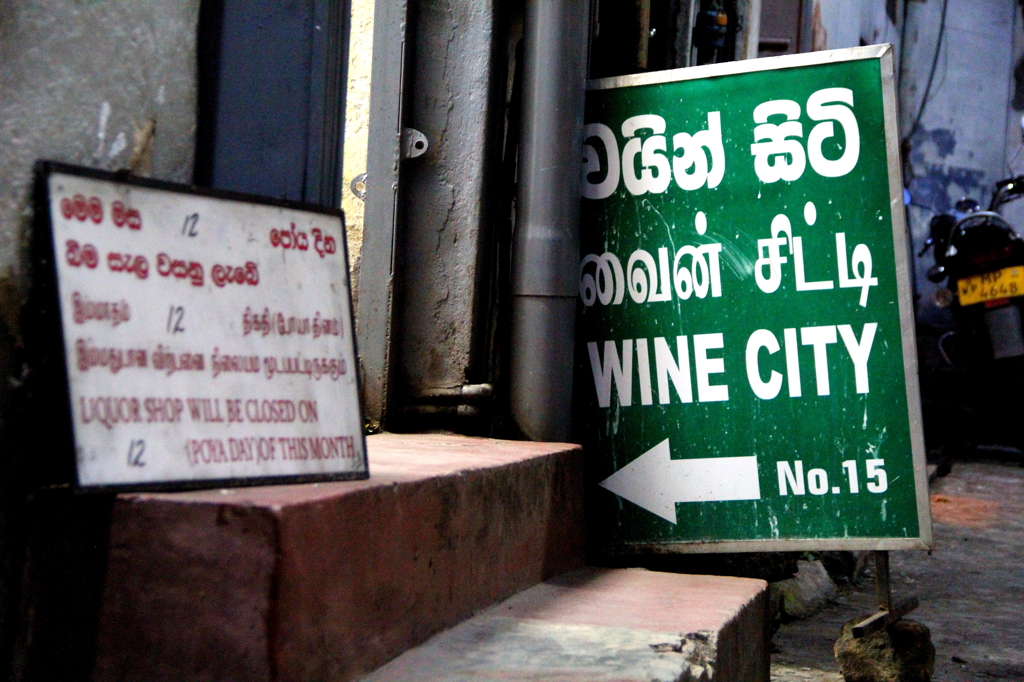 මෙම මස 12 පෝය දින
බීම සැල වසනු ලැබේ
இம்மாதம் 12 திகதி (போயா தினம்)
இம்மதுபான விற்பனை நிலையம் மூடப்பட்டிருக்கும்
LIQUOR SHOP WILL BE CLOSED ON
12 (POYA DAY) OF THIS MONTH
වයින් සිටි
வைன் சிட்டி
WINE CITY
No.15
4648